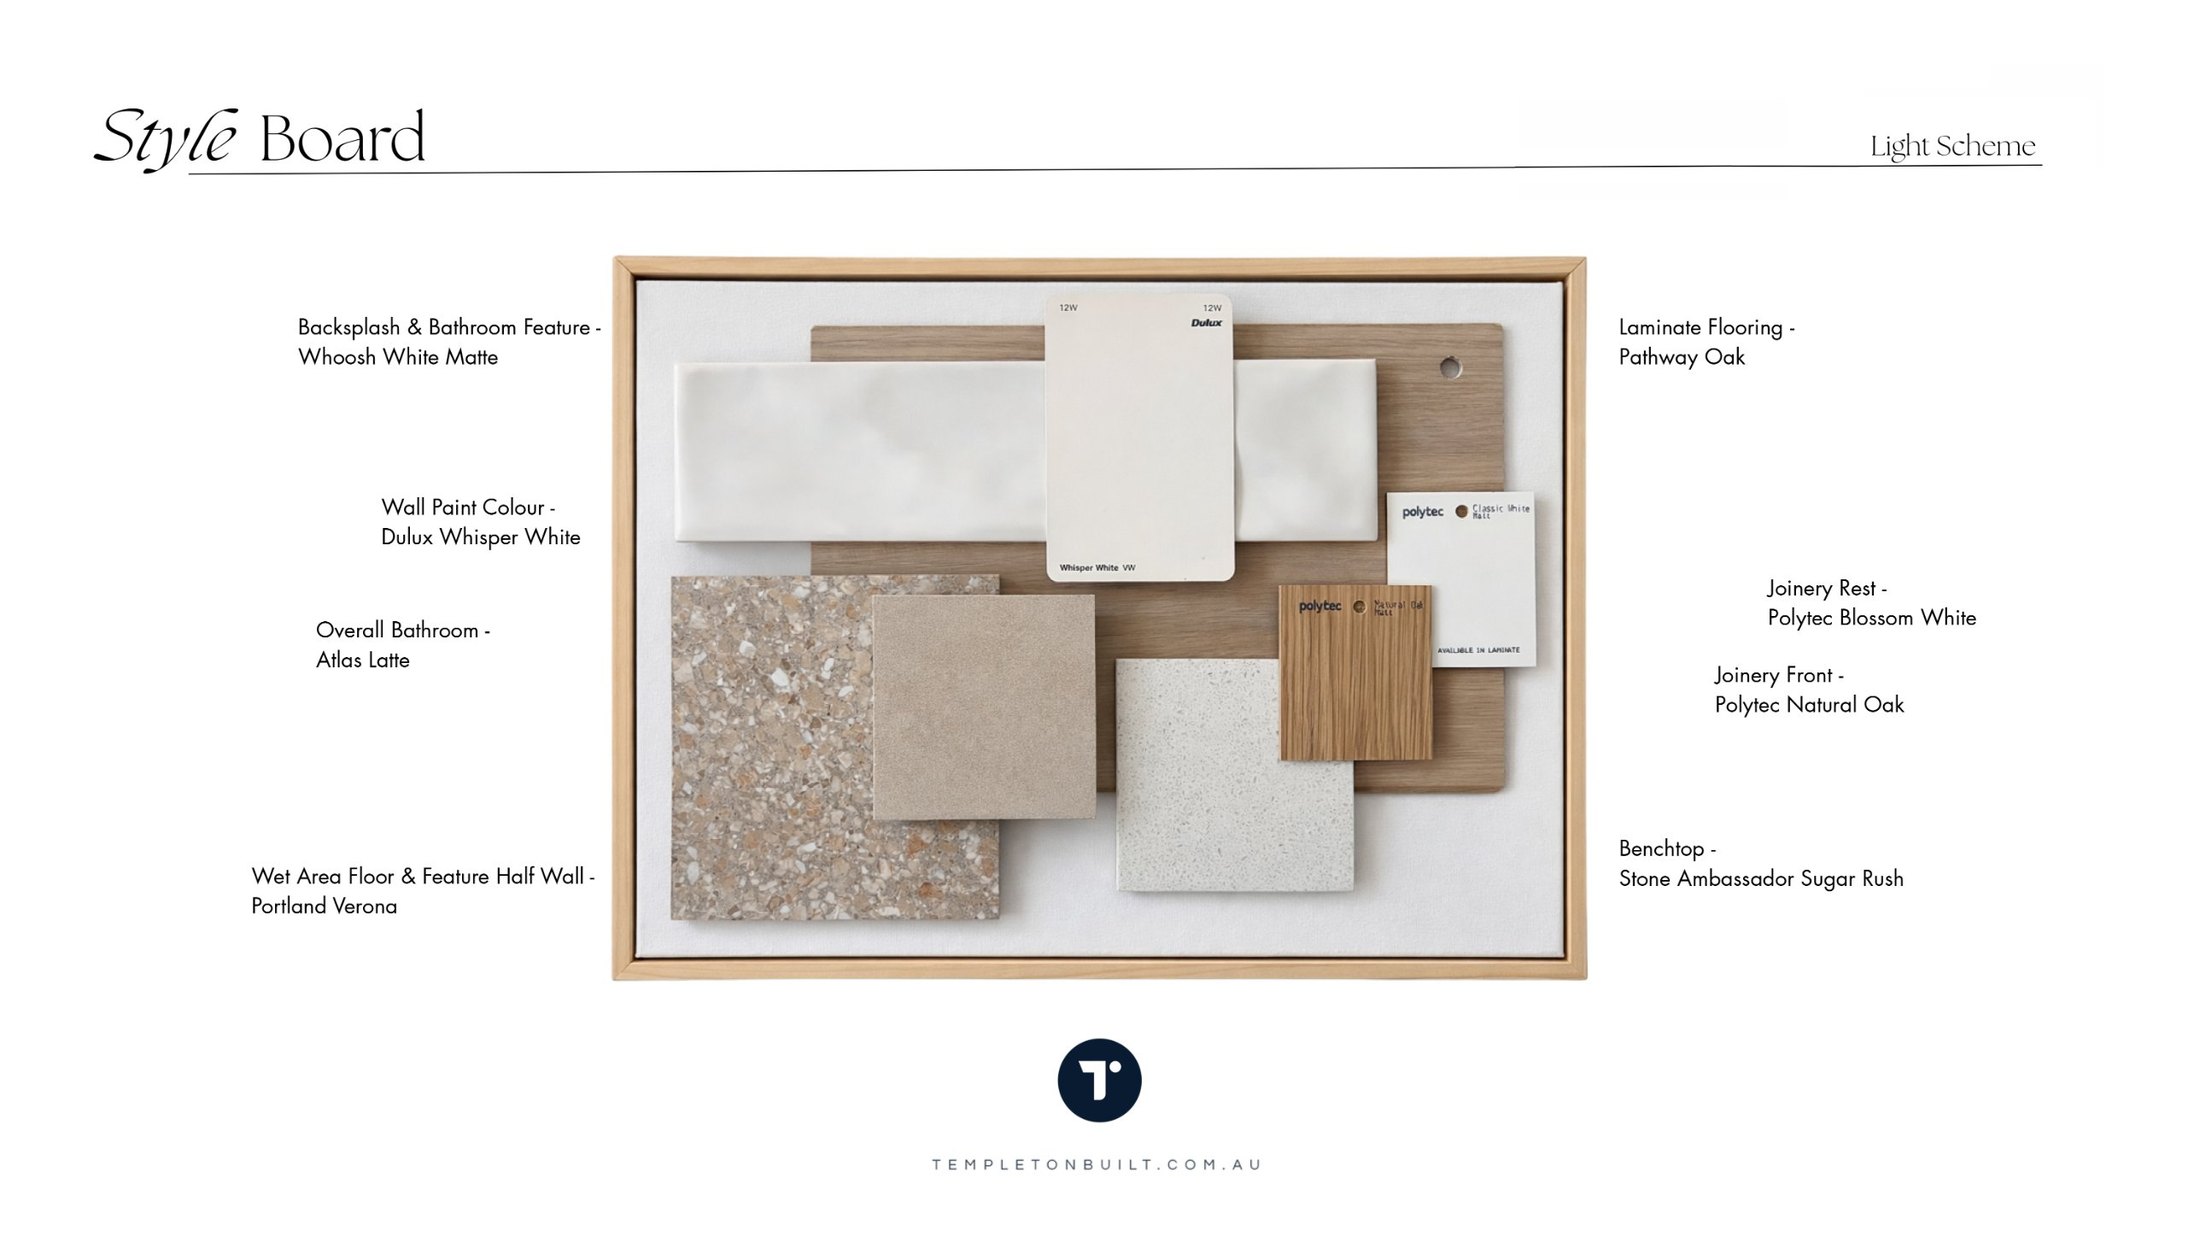 Style Board
Light Scheme
Backsplash & Bathroom Feature -
Whoosh White Matte
Wall Paint Colour -
Dulux Whisper White
Overall Bathroom -
Atlas Latte
Wet Area Floor & Feature Half Wall -
Portland Verona
12W
12W
Dulux
Whisper White VW
polytec
Classic White
Matt
AVAILIBLE IN LAMINATE
polytec
Natural Oak
Matt
Laminate Flooring -
Pathway Oak
Joinery Rest -
Polytec Blossom White
Joinery Front -
Polytec Natural Oak
Benchtop -
Stone Ambassador Sugar Rush
T
TEMPLETONBUILT.COM.AU